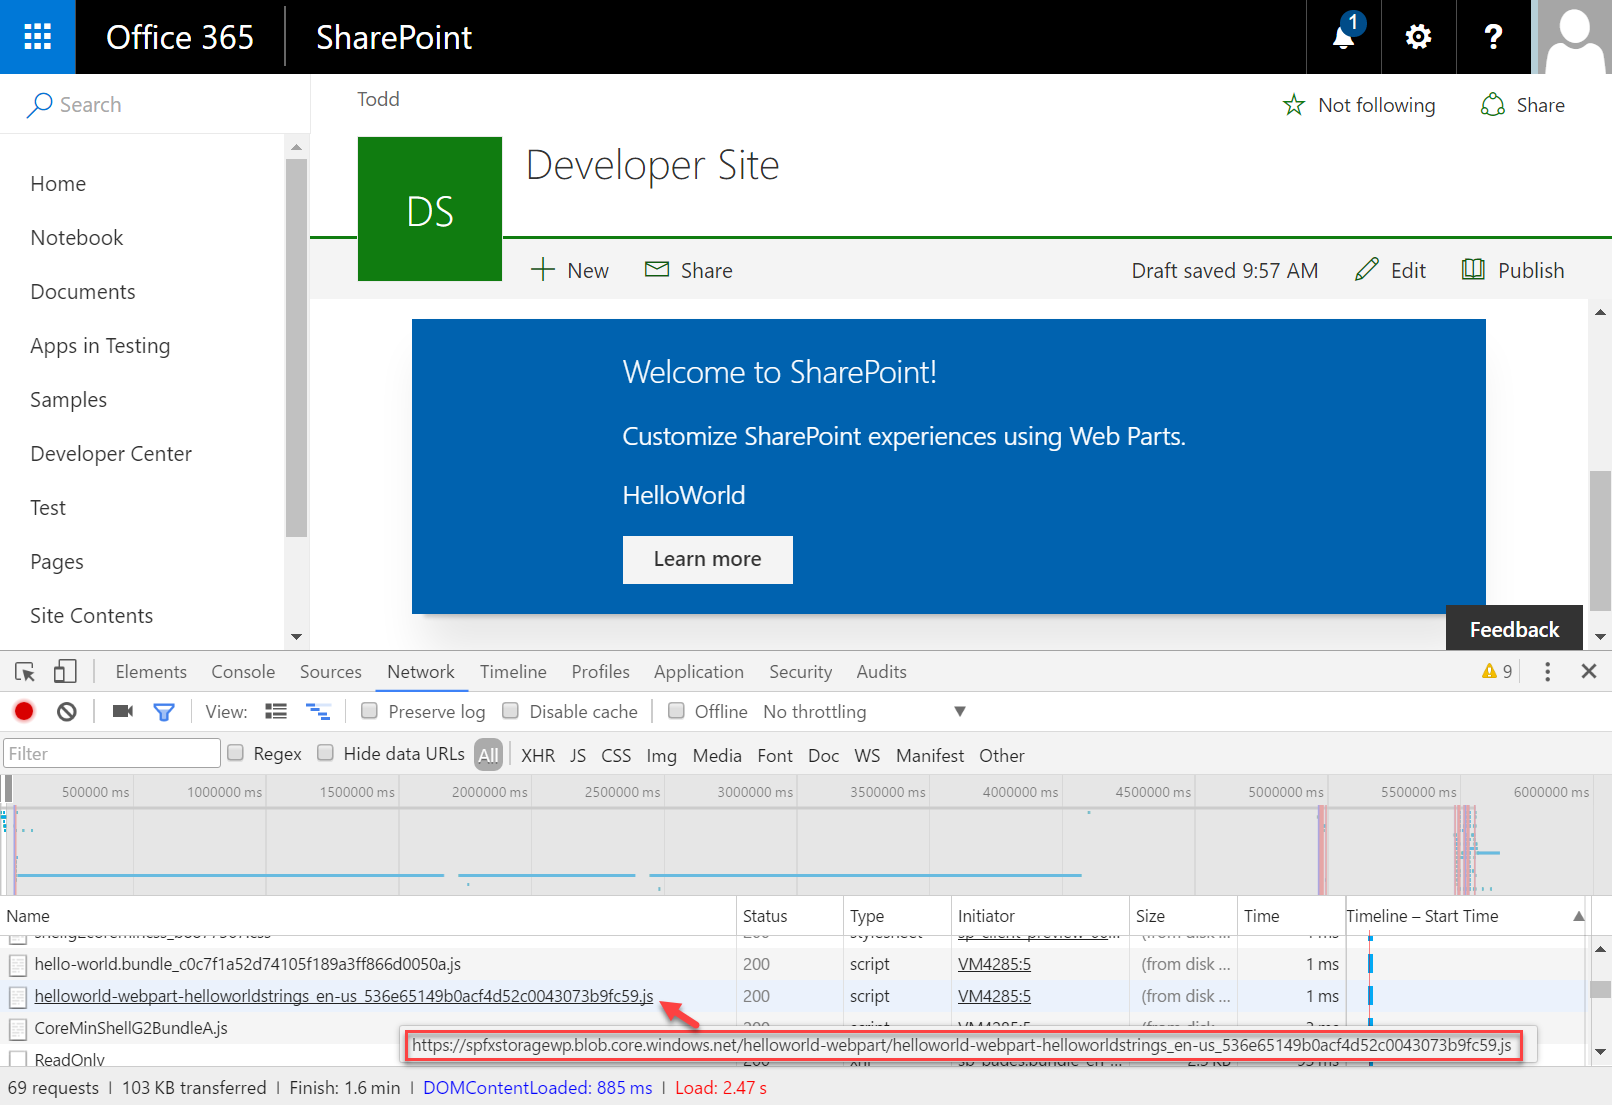 Office 365
SharePoint
1
?
Search
Todd
Not following
Share
DS
Developer Site
Home
Notebook
Documents
Apps in Testing
Samples
Developer Center
Test
Pages
Site Contents
New
Share
Draft saved 9:57 AM
Edit
Publish
Welcome to SharePoint!
Customize SharePoint experiences using Web Parts.
HelloWorld
Learn more
Feedback
Elements Console Sources Network Timeline Profiles Application Security Audits
9
View: Preserve log Disable cache Offline No throttling
Filter Regex Hide data URLs All XHR JS CSS Img Media Font Doc WS Manifest Other
500000 ms 1000000 ms 1500000 ms 2000000 ms 2500000 ms 3000000 ms 3500000 ms 4000000 ms 4500000 ms 5000000 ms 5500000 ms 6000000 ms
Name Status Type Initiator Size Time Timeline – Start Time
hello-world.bundle_c0c7f1a52d74105f189a3ff866d0050a.js 200 script VM4285:5 (from disk ... 1 ms
helloworld-webpart-helloworldstrings_en-us_536e65149b0acf4d52c0043073b9fc59.js 200 script VM4285:5 (from disk ... 1 ms
CoreMinShellG2BundleA.js
https://spfxstoragewp.blob.core.windows.net/helloworld-webpart/helloworld-webpart-helloworldstrings_en-us_536e65149b0acf4d52c0043073b9fc59.js
ReadOnly
69 requests | 103 KB transferred | Finish: 1.6 min | DOMContentLoaded: 885 ms | Load: 2.47 s